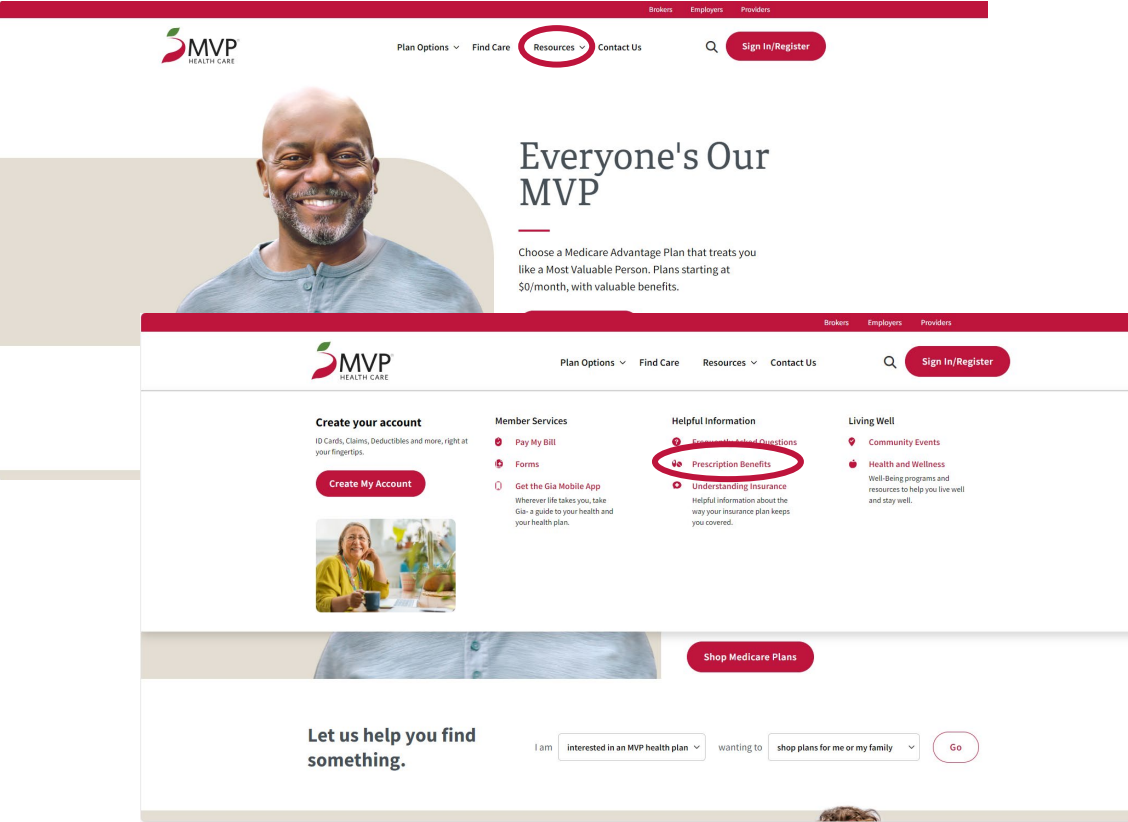 Brokers Employers Providers
MVP
HEALTH CARE
Plan Options Find Care Resources Contact Us Sign In/Register
Everyone's Our
MVP
Choose a Medicare Advantage Plan that treats you
like a Most Valuable Person. Plans starting at
$0/month, with valuable benefits.
Brokers Employers Providers
MVP
HEALTH CARE
Plan Options Find Care Resources Contact Us Sign In/Register
Create your account
ID Cards, Claims, Deductibles and more, right at
your fingertips.
Create My Account
Member Services
Pay My Bill
Forms
Get the Gia Mobile App
Wherever life takes you, take
Gia- a guide to your health and
your health plan.
Helpful Information
Frequently Asked Questions
Prescription Benefits
Understanding Insurance
Helpful information about the
way your insurance plan keeps
you covered.
Living Well
Community Events
Health and Wellness
Well-Being programs and
resources to help you live well
and stay well.
Shop Medicare Plans
Let us help you find
something.
I am interested in an MVP health plan wanting to shop plans for me or my family Go